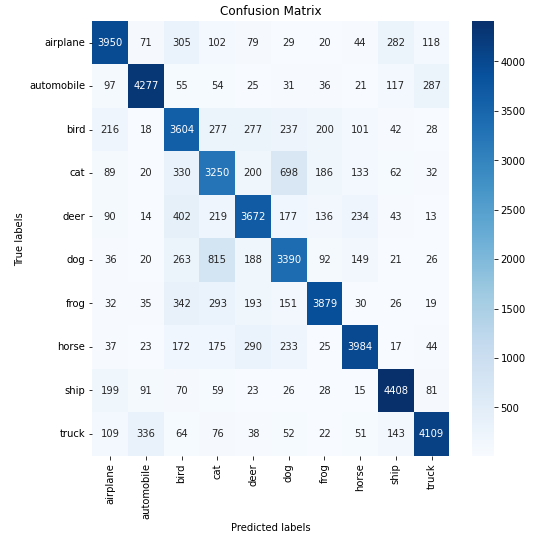 Confusion Matrix
airplane 3950 71 305 102 79 29 20 44 282 118
automobile 97 4277 55 54 25 31 36 21 117 287
bird 216 18 3604 277 277 237 200 101 42 28
cat 89 20 330 3250 200 698 186 133 62 32
deer 90 14 402 219 3672 177 136 234 43 13
dog 36 20 263 815 188 3390 92 149 21 26
frog 32 35 342 293 193 151 3879 30 26 19
horse 37 23 172 175 290 233 25 3984 17 44
ship 199 91 70 59 23 26 28 15 4408 81
truck 109 336 64 76 38 52 22 51 143 4109
airplane automobile bird cat deer dog frog horse ship truck
Predicted labels
True labels
4000
3500
3000
2500
2000
1500
1000
500